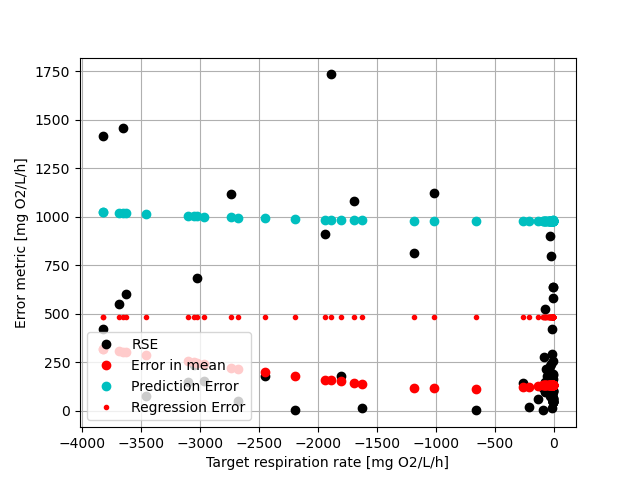 1750
1500
1250
1000
750
500
250
0
Error metric [mg O2/L/h]
RSE
Error in mean
Prediction Error
Regression Error
−4000 −3500 −3000 −2500 −2000 −1500 −1000 −500 0
Target respiration rate [mg O2/L/h]